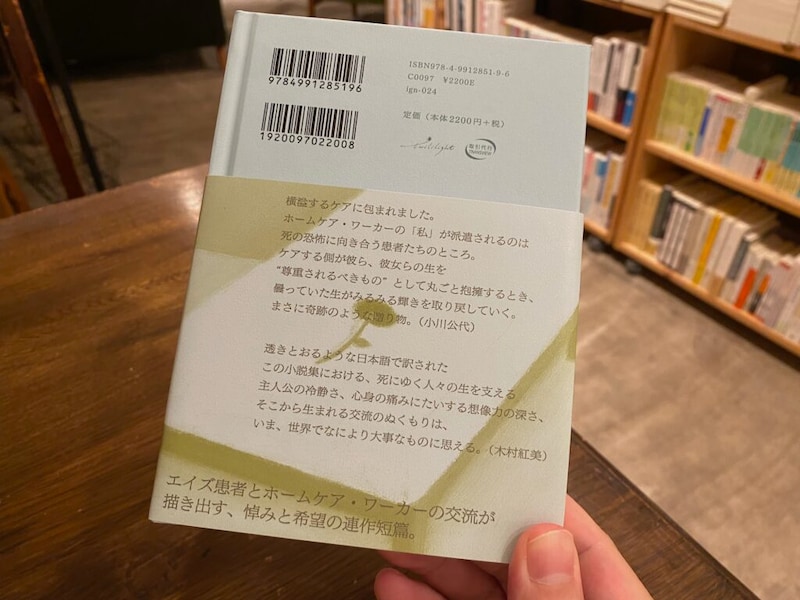 9784991285196
1920097022008
ISBN978-4-9912851-9-6
C0097 ¥2200E
ign-024
定価（本体2200円+税）
twililight
取引代行
TRANSVIEW
横溢するケアに包まれました。
ホームケア・ワーカーの「私」が派遣されるのは
死の恐怖に向き合う患者たちのところ。
ケアする側が彼ら、彼女らの生を
“尊重されるべきもの”として丸ごと抱擁するとき、
曇っていた生がみるみる輝きを取り戻していく。
まさに奇跡のような贈り物。（小川公代）
透きとおるような日本語で訳された
この小説集における、死にゆく人々の生を支える
主人公の冷静さ、心身の痛みにたいする想像力の深さ、
そこから生まれる交流のぬくもりは、
いま、世界でなにより大事なものに思える。（木村紅美）
エイズ患者とホームケア・ワーカーの交流が
描き出す、悼みと希望の連作短篇。